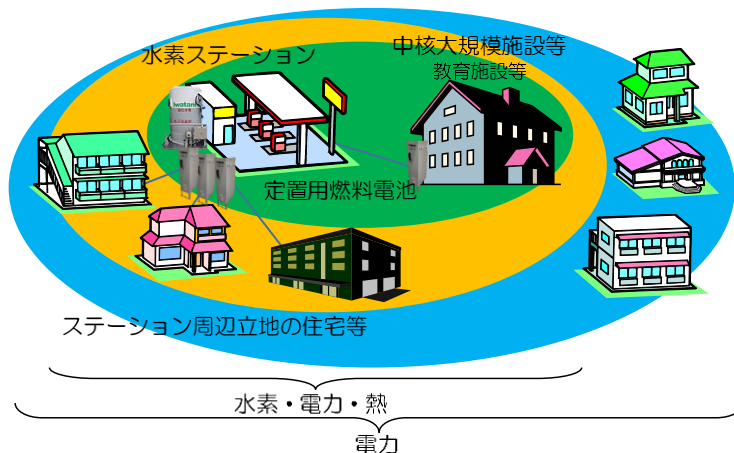 水素ステーション
中核大規模施設等
教育施設等
iwatani
定置用燃料電池
ステーション周辺立地の住宅等
水素・電力・熱
電力